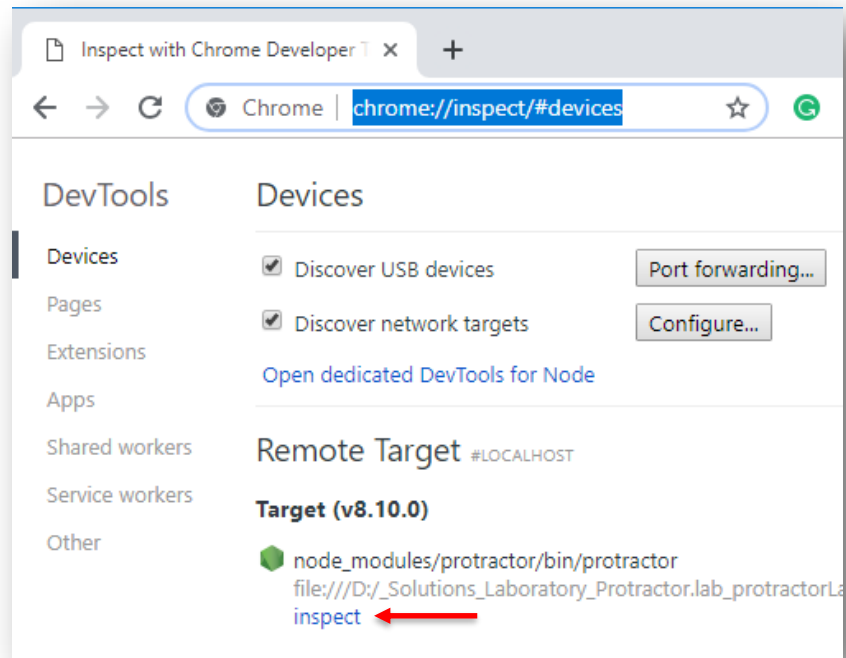 Inspect with Chrome Developer T
Chrome | chrome://inspect/#devices
DevTools
Devices
Pages
Extensions
Apps
Shared workers
Service workers
Other
Devices
Discover USB devices
Port forwarding...
Discover network targets
Configure...
Open dedicated DevTools for Node
Remote Target #LOCALHOST
Target (v8.10.0)
node_modules/protractor/bin/protractor
file:///D:/_Solutions_Laboratory_Protractor.lab_protractorLa
inspect